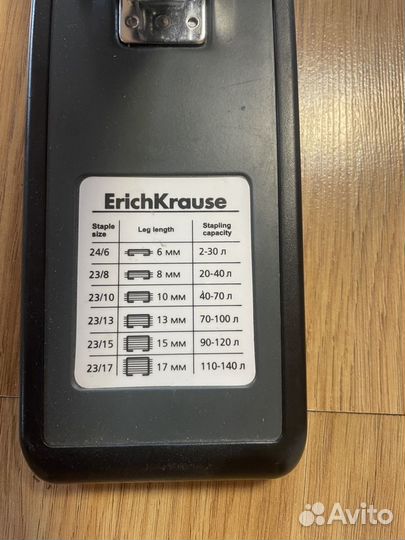 ErichKrause
Staple size Leg length Stapling capacity
24/6 6 мм 2-30 л
23/8 8 мм 20-40 л
23/10 10 мм 40-70 л
23/13 13 мм 70-100 л
23/15 15 мм 90-120 л
23/17 17 мм 110-140 л
Avito